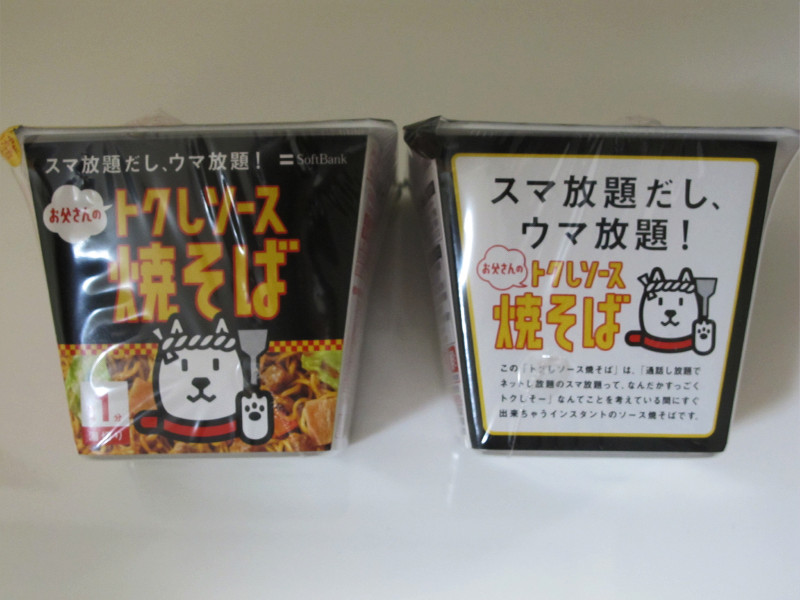 スマ放題だし、ウマ放題!
SoftBank
お父さんの
トクしソース
焼そば
1分
スマ放題だし、
ウマ放題!
お父さんの
トクしソース
焼そば
この「トクしソース焼そば」は、「通話し放題で
ネットし放題のスマ放題って、なんだかすっごく
トクしそー」なんてことを考えている間にすぐ
出来ちゃうインスタントのソース焼そばです。